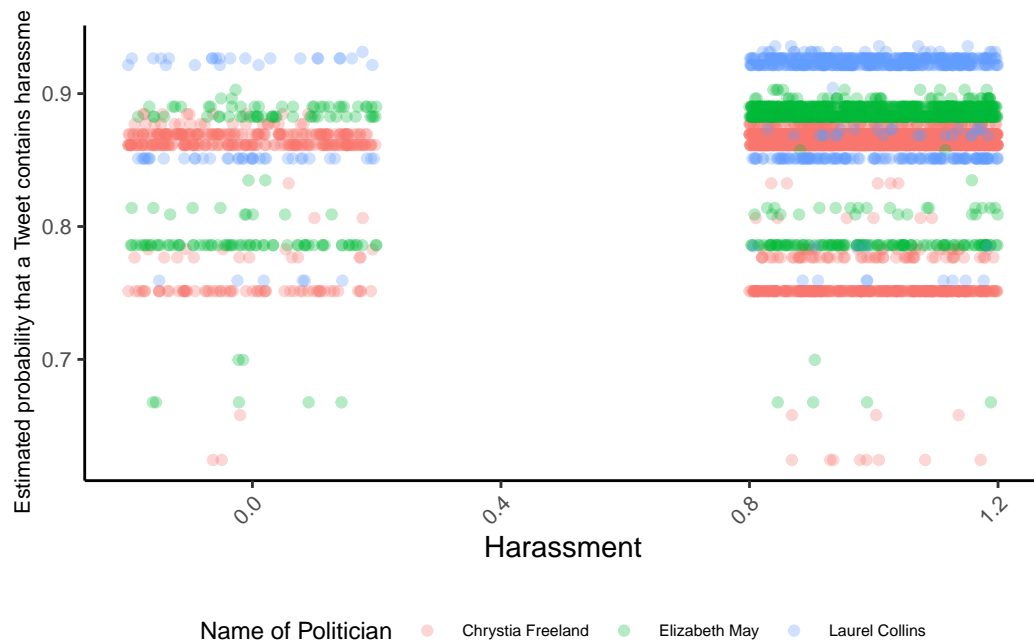 Estimated probability that a Tweet contains harassme
0.9
0.8
0.7
0.0 0.4 0.8 1.2
Harassment
Name of Politician Chrystia Freeland Elizabeth May Laurel Collins